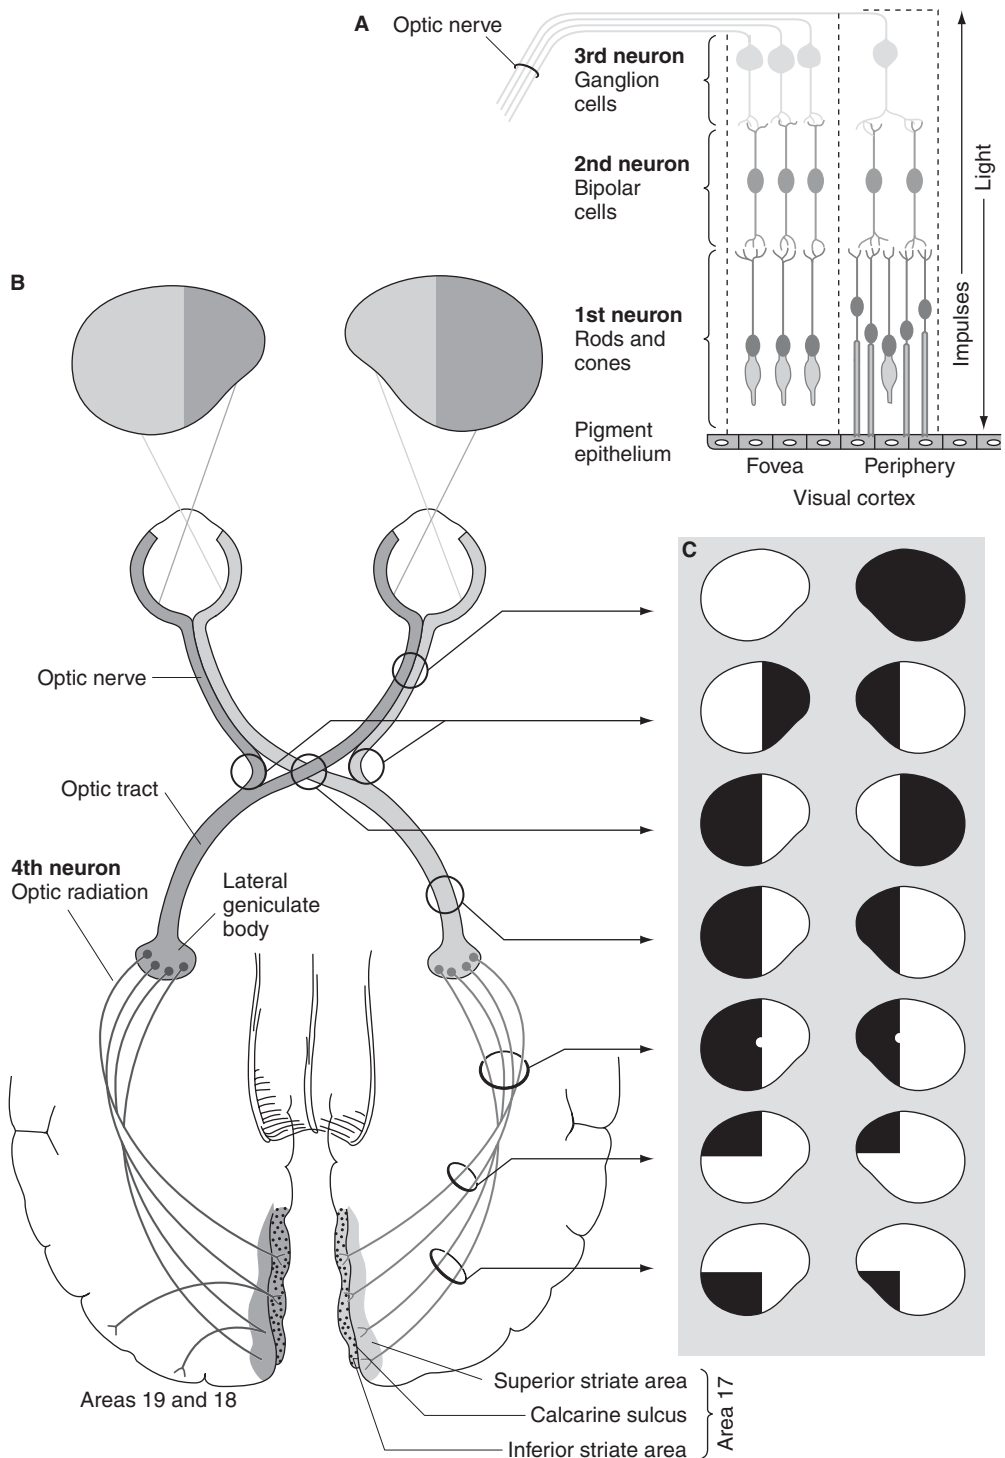 A
Optic nerve
3rd neuron
Ganglion
cells
2nd neuron
Bipolar
cells
1st neuron
Rods and
cones
Pigment
epithelium
Light
Impulses
Fovea
Periphery
Visual cortex
B
C
Optic nerve
Optic tract
4th neuron
Optic radiation
Lateral
geniculate
body
Areas 19 and 18
Superior striate area
Calcarine sulcus
Inferior striate area
Area 17